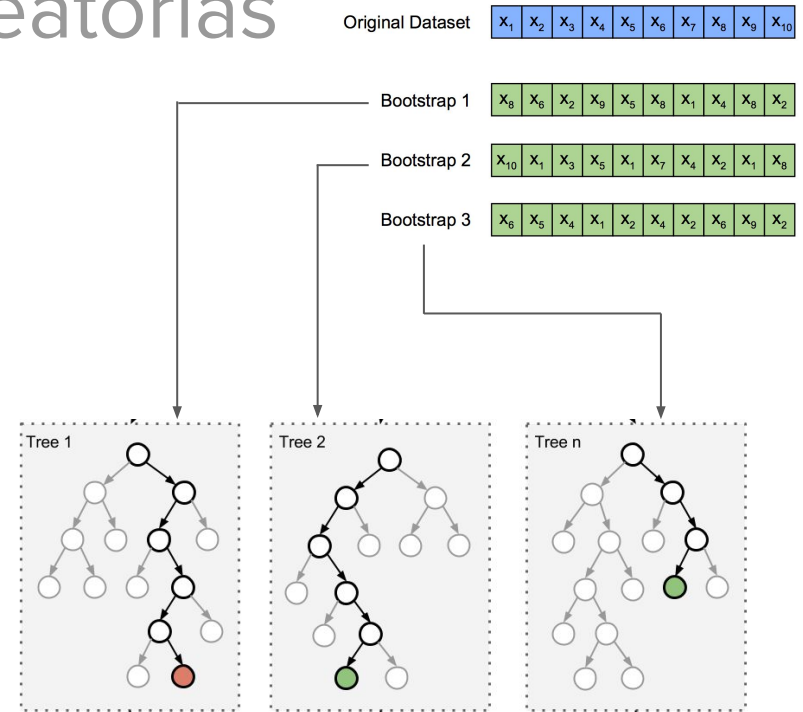 eatorias
Original Dataset x1 x2 x3 x4 x5 x6 x7 x8 x9 x10
Bootstrap 1 x8 x6 x2 x9 x5 x8 x1 x4 x8 x2
Bootstrap 2 x10 x1 x3 x5 x1 x7 x4 x2 x1 x8
Bootstrap 3 x6 x5 x4 x1 x2 x4 x2 x6 x9 x2
Tree 1
Tree 2
Tree n